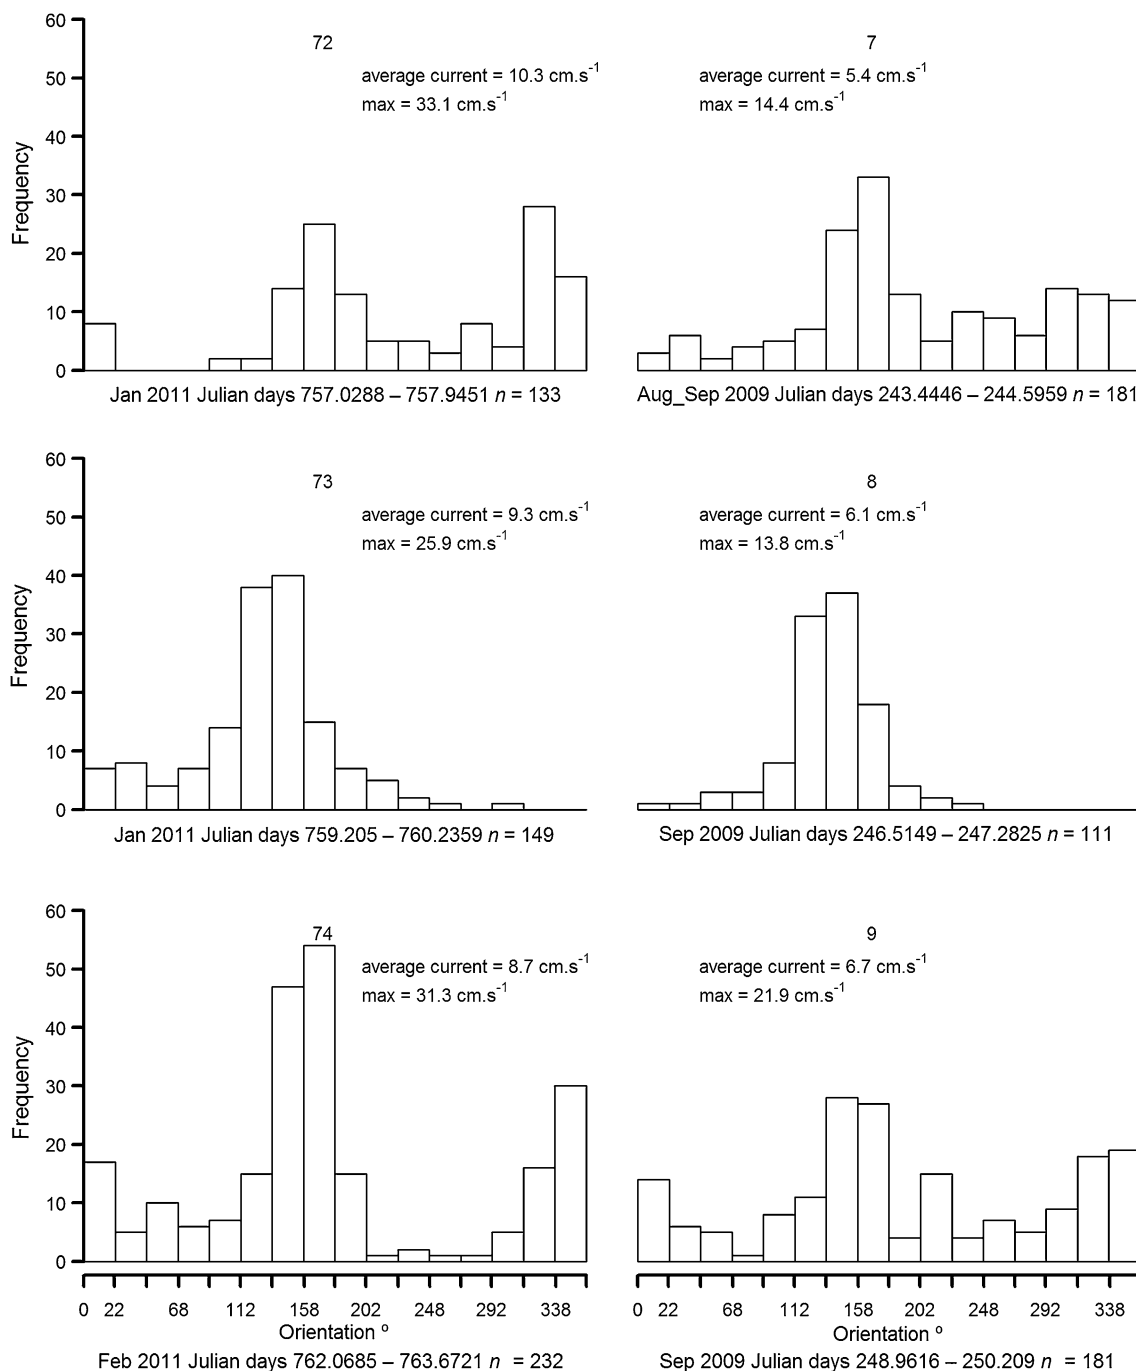 72
average current = 10.3 cm.s⁻¹
max = 33.1 cm.s⁻¹
60
50
40
30
20
10
0
Frequency
Jan 2011 Julian days 757.0288 – 757.9451 n = 133
7
average current = 5.4 cm.s⁻¹
max = 14.4 cm.s⁻¹
Aug_Sep 2009 Julian days 243.4446 – 244.5959 n = 181
73
average current = 9.3 cm.s⁻¹
max = 25.9 cm.s⁻¹
60
50
40
30
20
10
0
Frequency
Jan 2011 Julian days 759.205 – 760.2359 n = 149
8
average current = 6.1 cm.s⁻¹
max = 13.8 cm.s⁻¹
Sep 2009 Julian days 246.5149 – 247.2825 n = 111
74
average current = 8.7 cm.s⁻¹
max = 31.3 cm.s⁻¹
60
50
40
30
20
10
0
Frequency
0 22 68 112 158 202 248 292 338
Orientation º
Feb 2011 Julian days 762.0685 – 763.6721 n = 232
9
average current = 6.7 cm.s⁻¹
max = 21.9 cm.s⁻¹
0 22 68 112 158 202 248 292 338
Orientation º
Sep 2009 Julian days 248.9616 – 250.209 n = 181